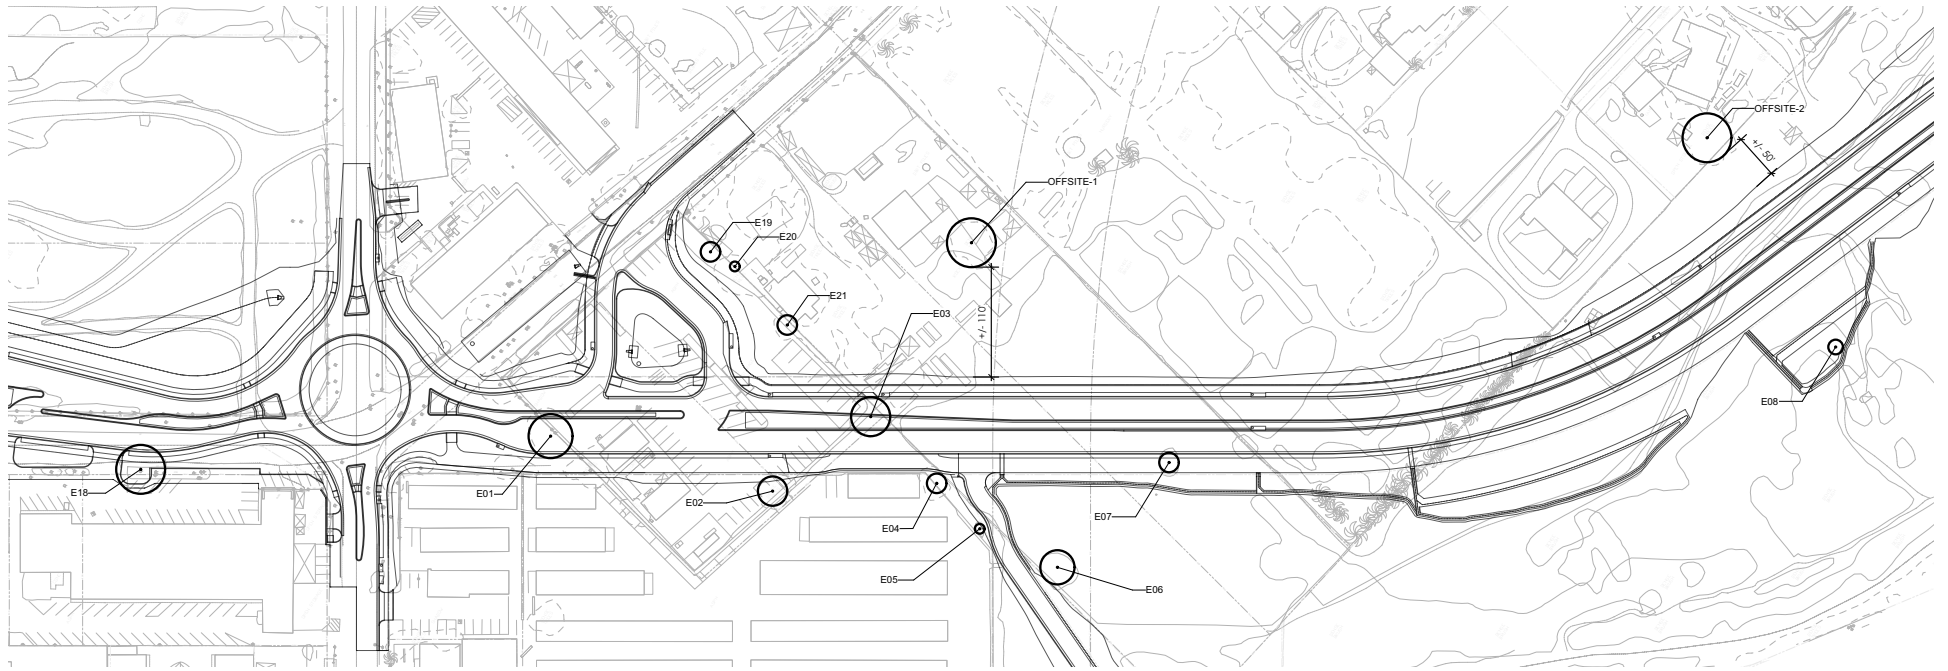 OFFSITE-2
+/- 50'
OFFSITE-1
E19
E20
E21
E03
+/- 110'
E08
E18
E01
E02
E04
E07
E05
E06